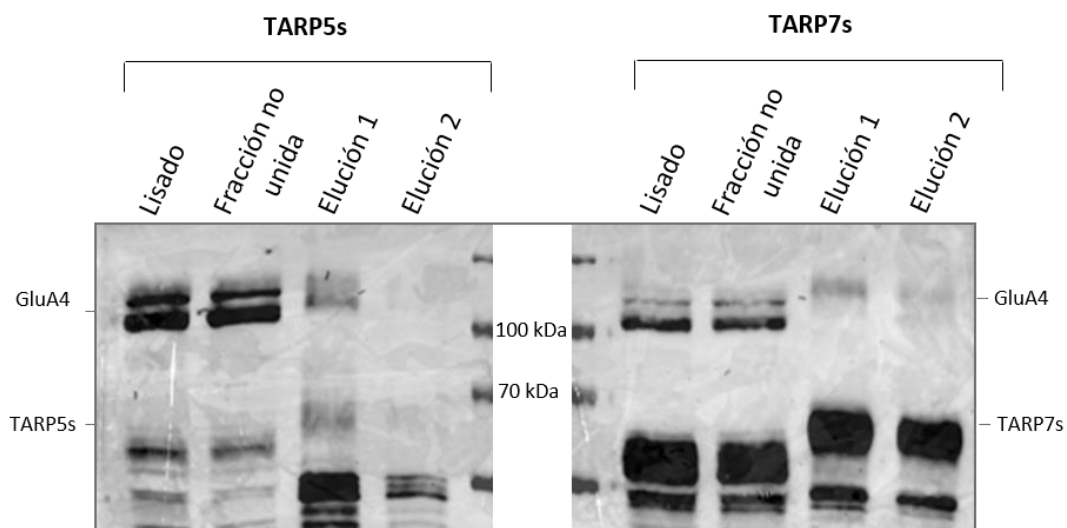 TARP5s
TARP7s
Lisado
Fracción no
unida
Elución 1
Elución 2
Lisado
Fracción no
unida
Elución 1
Elución 2
GluA4
GluA4
100 kDa
70 kDa
TARP5s
TARP7s